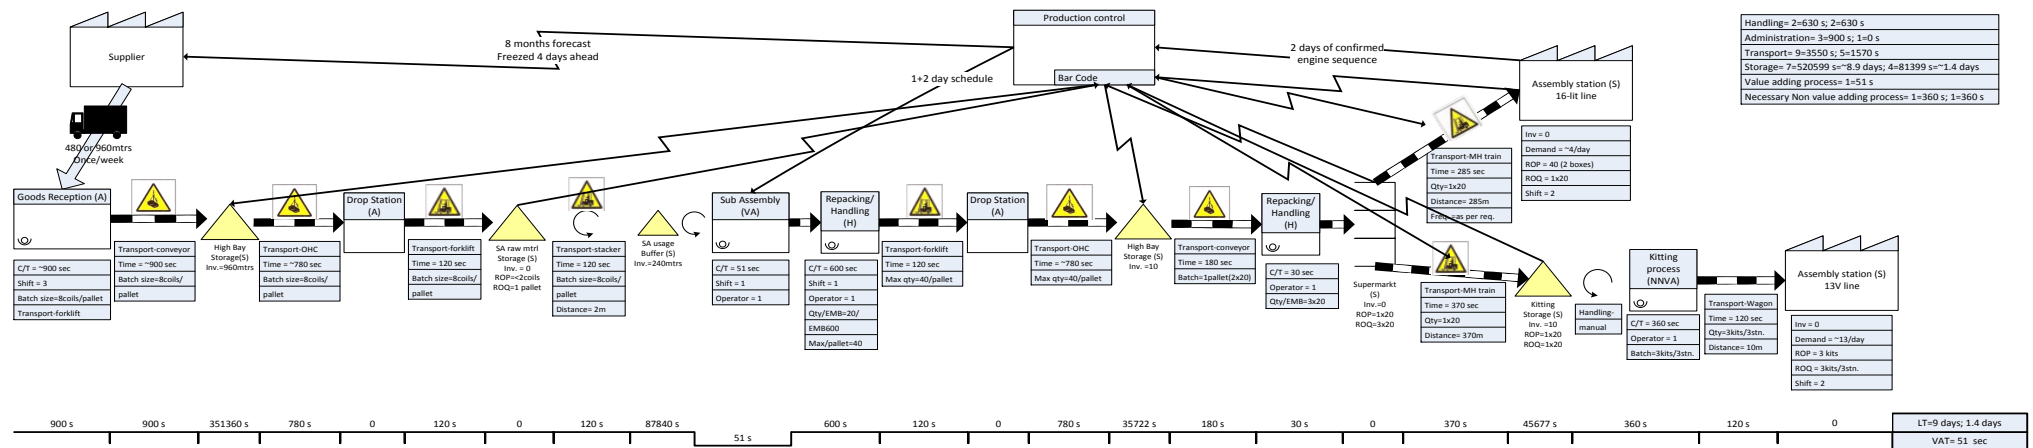 Supplier
8 months forecast
Freezed 4 days ahead
Production control
Bar Code
1+2 day schedule
2 days of confirmed
engine sequence
Assembly station (S)
16-lit line
Inv = 0
Demand = ~4/day
ROP = 40 (2 boxes)
ROQ = 1x20
Shift = 2
Handling= 2=630 s; 2=630 s
Administration= 3=900 s; 1=0 s
Transport= 9=3550 s; 5=1570 s
Storage= 7=520599 s=~8.9 days; 4=81399 s=~1.4 days
Value adding process= 1=51 s
Necessary Non value adding process= 1=360 s; 1=360 s
480 or 960mtrs
Once/week
Goods Reception (A)
C/T = ~900 sec
Shift = 3
Batch size=8coils/pallet
Transport-forklift
Transport-conveyor
Time = ~900 sec
Batch size=8coils/
pallet
High Bay
Storage(S)
Inv.=960mtrs
Transport-OHC
Time = ~780 sec
Batch size=8coils/
pallet
Drop Station
(A)
Transport-forklift
Time = 120 sec
Batch size=8coils/
pallet
SA raw mtrl
Storage (S)
Inv. = 0
ROP=<2coils
ROQ=1 pallet
Transport-stacker
Time = 120 sec
Batch size=8coils/
pallet
Distance= 2m
SA usage
Buffer (S)
Inv.=240mtrs
Sub Assembly
(VA)
C/T = 51 sec
Shift = 1
Operator = 1
Repacking/
Handling
(H)
C/T = 600 sec
Shift = 1
Operator = 1
Qty/EMB=20/
EMB600
Max/pallet=40
Transport-forklift
Time = 120 sec
Max qty=40/pallet
Drop Station
(A)
Transport-OHC
Time = ~780 sec
Max qty=40/pallet
High Bay
Storage (S)
Inv. =10
Transport-conveyor
Time = 180 sec
Batch=1pallet(2x20)
Repacking/
Handling
(H)
C/T = 30 sec
Operator = 1
Qty/EMB=3x20
Supermarkt
(S)
Inv.=0
ROP=1x20
ROQ=3x20
Transport-MH train
Time = 285 sec
Qty=1x20
Distance= 285m
Freq.=as per req.
Transport-MH train
Time = 370 sec
Qty=1x20
Distance= 370m
Kitting
Storage (S)
Inv. =10
ROP=1x20
ROQ=1x20
Handling-
manual
Kitting
process
(NNVA)
C/T = 360 sec
Operator = 1
Batch=3kits/3stn.
Transport-Wagon
Time = 120 sec
Qty=3kits/3stn.
Distance= 10m
Assembly station (S)
13V line
Inv = 0
Demand = ~13/day
ROP = 3 kits
ROQ = 3kits/3stn.
Shift = 2
900 s 900 s 351360 s 780 s 0 120 s 0 120 s 87840 s 51 s 600 s 120 s 0 780 s 35722 s 180 s 30 s 0 370 s 45677 s 360 s 120 s 0
LT=9 days; 1.4 days
VAT= 51 sec